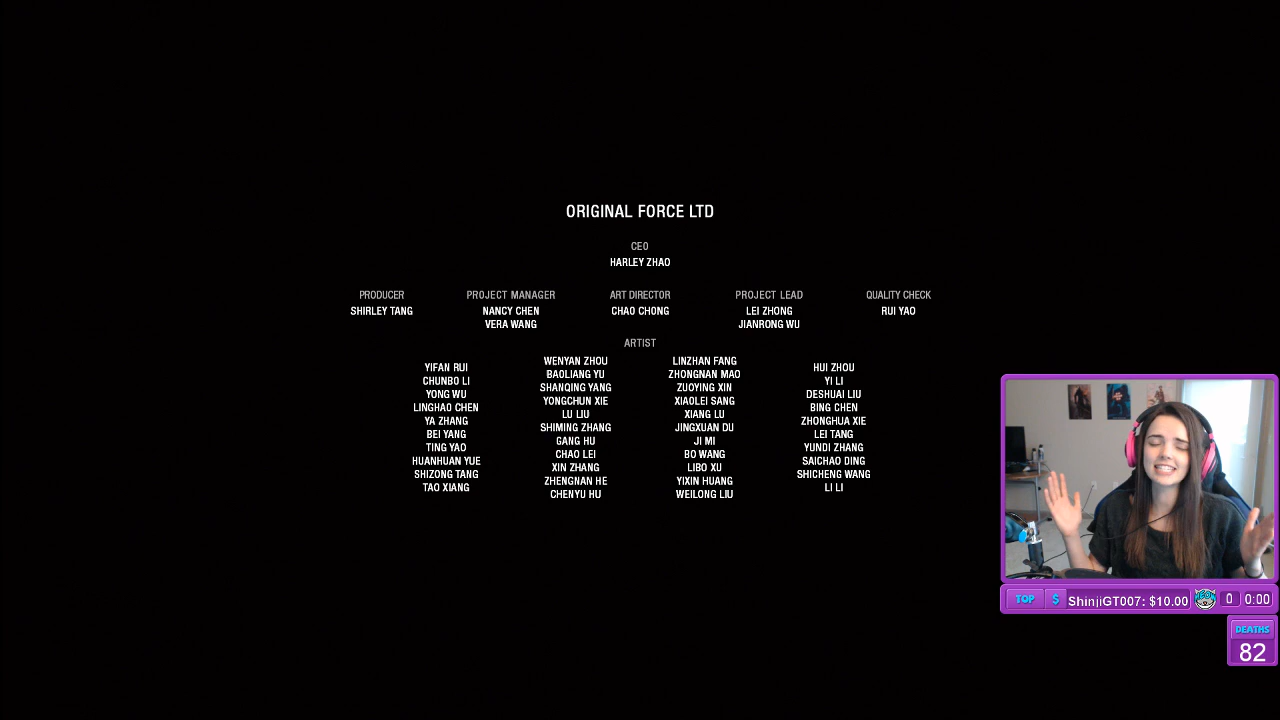 ORIGINAL FORCE LTD
CEO
HARLEY ZHAO
PRODUCER
SHIRLEY TANG
PROJECT MANAGER
NANCY CHEN
VERA WANG
ART DIRECTOR
CHAO CHONG
PROJECT LEAD
LEI ZHONG
JIANRONG WU
QUALITY CHECK
RUI YAO
ARTIST
YIFAN RUI
CHUNBO LI
YONG WU
LINGHAO CHEN
YA ZHANG
BEI YANG
TING YAO
HUANHUAN YUE
SHIZONG TANG
TAO XIANG
WENYAN ZHOU
BAOLIANG YU
SHANQING YANG
YONGCHUN XIE
LU LIU
SHIMING ZHANG
GANG HU
CHAO LEI
XIN ZHANG
ZHENGNAN HE
CHENYU HU
LINZHAN FANG
ZHONGNAN MAO
ZUOYING XIN
XIAOLEI SANG
XIANG LU
JINGXUAN DU
JI MI
BO WANG
LIBO XU
YIXIN HUANG
WEILONG LIU
HUI ZHOU
YI LI
DESHUAI LIU
BING CHEN
ZHONGHUA XIE
LEI TANG
YUNDI ZHANG
SAICHAO DING
SHICHENG WANG
LI LI
TOP $ ShinjiGT007: $10.00 MEOW 0 0:00
DEATHS
82